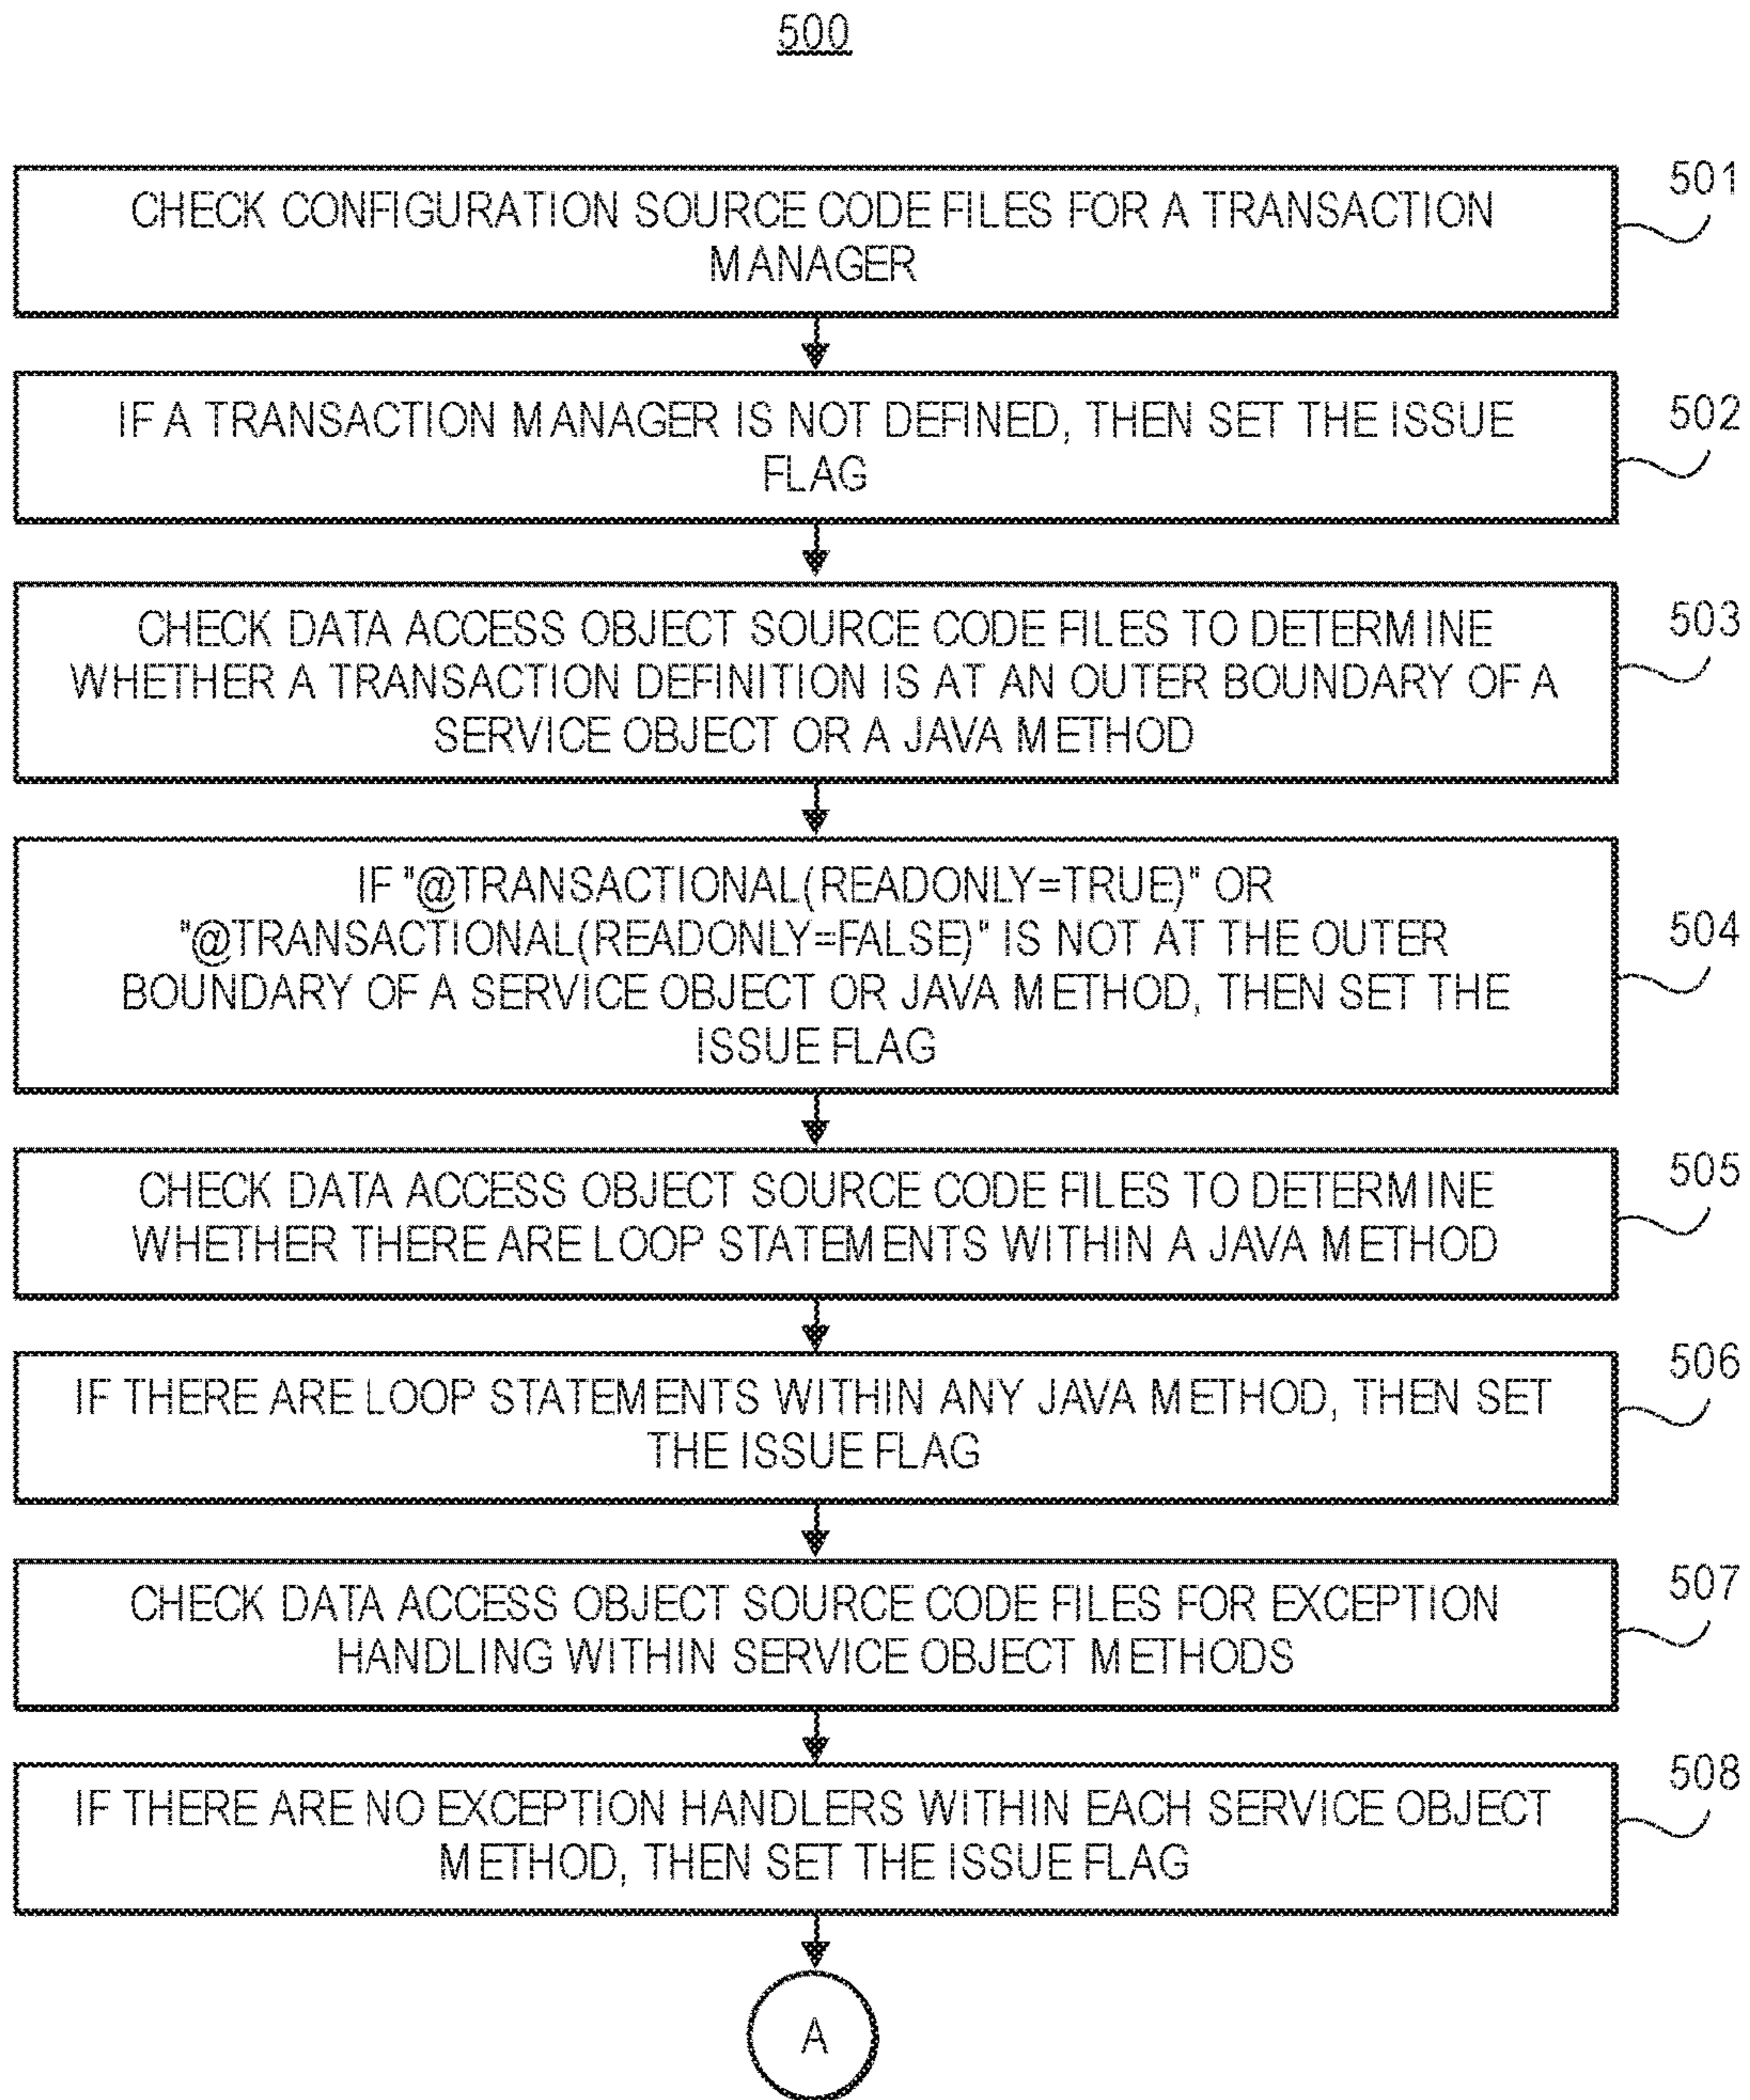 500
501
CHECK CONFIGURATION SOURCE CODE FILES FOR A TRANSACTION
MANAGER
502
IF A TRANSACTION MANAGER IS NOT DEFINED, THEN SET THE ISSUE
FLAG
503
CHECK DATA ACCESS OBJECT SOURCE CODE FILES TO DETERMINE
WHETHER A TRANSACTION DEFINITION IS AT AN OUTER BOUNDARY OF A
SERVICE OBJECT OR A JAVA METHOD
504
IF "@TRANSACTIONAL(READONLY=TRUE)" OR
"@TRANSACTIONAL(READONLY=FALSE)" IS NOT AT THE OUTER
BOUNDARY OF A SERVICE OBJECT OR JAVA METHOD, THEN SET THE
ISSUE FLAG
505
CHECK DATA ACCESS OBJECT SOURCE CODE FILES TO DETERMINE
WHETHER THERE ARE LOOP STATEMENTS WITHIN A JAVA METHOD
506
IF THERE ARE LOOP STATEMENTS WITHIN ANY JAVA METHOD, THEN SET
THE ISSUE FLAG
507
CHECK DATA ACCESS OBJECT SOURCE CODE FILES FOR EXCEPTION
HANDLING WITHIN SERVICE OBJECT METHODS
508
IF THERE ARE NO EXCEPTION HANDLERS WITHIN EACH SERVICE OBJECT
METHOD, THEN SET THE ISSUE FLAG
A